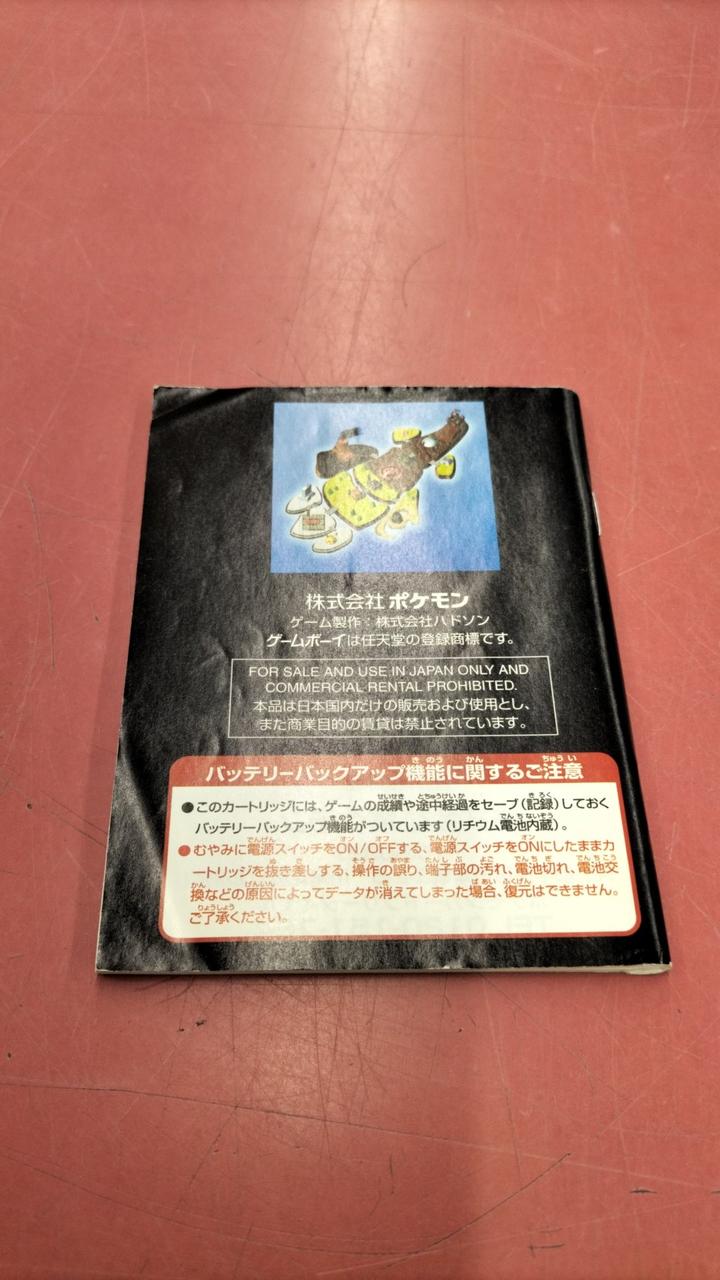 株式会社 ポケモン
ゲーム製作：株式会社ハドソン
ゲームボーイは任天堂の登録商標です。
FOR SALE AND USE IN JAPAN ONLY AND
COMMERCIAL RENTAL PROHIBITED.
本品は日本国内だけの販売および使用とし、
また商業目的の賃貸は禁止されています。
バッテリーバックアップ機能に関するご注意
●このカートリッジには、ゲームの成績や途中経過をセーブ（記録）しておく
バッテリーバックアップ機能がついています（リチウム電池内蔵）。
●むやみに電源スイッチをON/OFFする、電源スイッチをONにしたままカ
ートリッジを抜き差しする、操作の誤り、端子部の汚れ、電池切れ、電池交
換などの原因によってデータが消えてしまった場合、復元はできません。
ご了承ください。